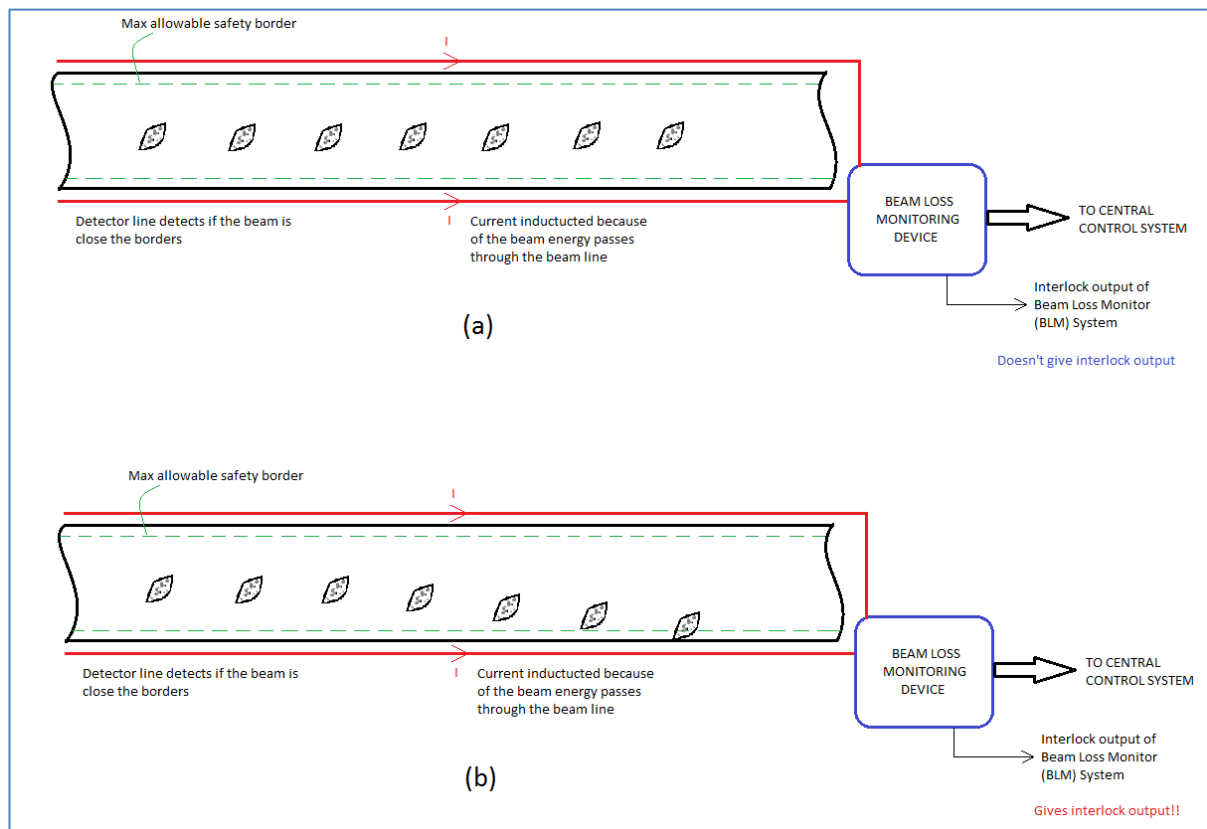 Max allowable safety border
I
I
Detector line detects if the beam is
close the borders
Current inductucted because
of the beam energy passes
through the beam line
BEAM LOSS
MONITORING
DEVICE
TO CENTRAL
CONTROL SYSTEM
Interlock output of
Beam Loss Monitor
(BLM) System
Doesn't give interlock output
(a)
Max allowable safety border
I
I
Detector line detects if the beam is
close the borders
Current inductucted because
of the beam energy passes
through the beam line
BEAM LOSS
MONITORING
DEVICE
TO CENTRAL
CONTROL SYSTEM
Interlock output of
Beam Loss Monitor
(BLM) System
Gives interlock output!!
(b)